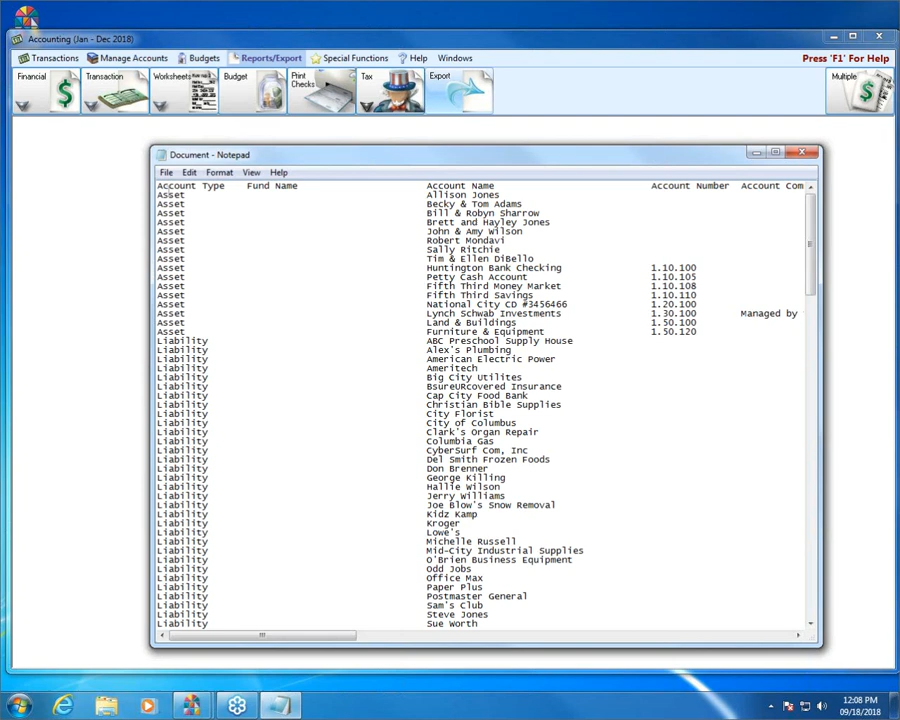 Accounting (Jan - Dec 2018)
Transactions Manage Accounts Budgets Reports/Export Special Functions Help Windows Press 'F1' For Help
Financial Transaction Worksheets Budget Print Checks Tax Export Multiple
Document - Notepad
File Edit Format View Help
Account Type Fund Name Account Name Account Number Account Com
Asset Allison Jones
Asset Becky & Tom Adams
Asset Bill & Robyn Sharrow
Asset Brett and Hayley Jones
Asset John & Amy Wilson
Asset Robert Mondavi
Asset Sally Ritchie
Asset Tim & Ellen DiBello
Asset Huntington Bank Checking 1.10.100
Asset Petty Cash Account 1.10.105
Asset Fifth Third Money Market 1.10.108
Asset Fifth Third Savings 1.10.110
Asset National City CD #3456466 1.20.100
Asset Lynch Schwab Investments 1.30.100 Managed by
Asset Land & Buildings 1.50.100
Asset Furniture & Equipment 1.50.120
Liability ABC Preschool Supply House
Liability Alex's Plumbing
Liability American Electric Power
Liability Ameritech
Liability Big City Utilites
Liability BsureURcovered Insurance
Liability Cap City Food Bank
Liability Christian Bible Supplies
Liability City Florist
Liability City of Columbus
Liability Clark's Organ Repair
Liability Columbia Gas
Liability CyberSurf Com, Inc
Liability Del Smith Frozen Foods
Liability Don Brenner
Liability George Killing
Liability Hallie Wilson
Liability Jerry Williams
Liability Joe Blow's Snow Removal
Liability Kidz Kamp
Liability Kroger
Liability Lowe's
Liability Michelle Russell
Liability Mid-City Industrial Supplies
Liability O'Brien Business Equipment
Liability Odd Jobs
Liability Office Max
Liability Paper Plus
Liability Postmaster General
Liability Sam's Club
Liability Steve Jones
Liability Sue Worth
12:08 PM
09/18/2018